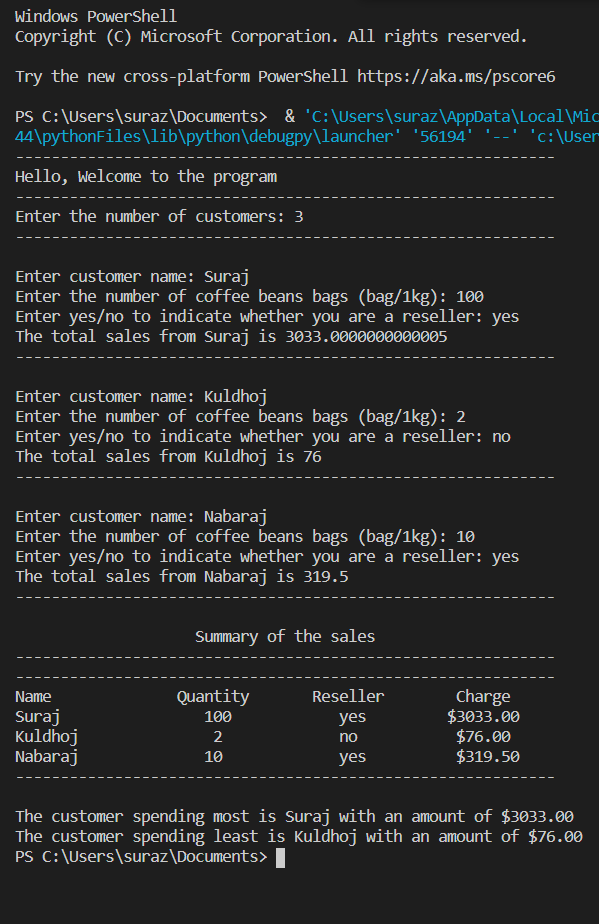 Windows PowerShell
Copyright (C) Microsoft Corporation. All rights reserved.
Try the new cross-platform PowerShell https://aka.ms/pscore6
PS C:\Users\suraz\Documents>  & 'C:\Users\suraz\AppData\Local\Mic
44\pythonFiles\lib\python\debugpy\launcher' '56194' '--' 'c:\User
------------------------------------------------------------
Hello, Welcome to the program
------------------------------------------------------------
Enter the number of customers: 3
------------------------------------------------------------
Enter customer name: Suraj
Enter the number of coffee beans bags (bag/1kg): 100
Enter yes/no to indicate whether you are a reseller: yes
The total sales from Suraj is 3033.0000000000005
------------------------------------------------------------
Enter customer name: Kuldhoj
Enter the number of coffee beans bags (bag/1kg): 2
Enter yes/no to indicate whether you are a reseller: no
The total sales from Kuldhoj is 76
------------------------------------------------------------
Enter customer name: Nabaraj
Enter the number of coffee beans bags (bag/1kg): 10
Enter yes/no to indicate whether you are a reseller: yes
The total sales from Nabaraj is 319.5
------------------------------------------------------------
Summary of the sales
------------------------------------------------------------
------------------------------------------------------------
Name              Quantity       Reseller        Charge
Suraj                100            yes         $3033.00
Kuldhoj               2             no           $76.00
Nabaraj              10             yes          $319.50
------------------------------------------------------------
The customer spending most is Suraj with an amount of $3033.00
The customer spending least is Kuldhoj with an amount of $76.00
PS C:\Users\suraz\Documents>